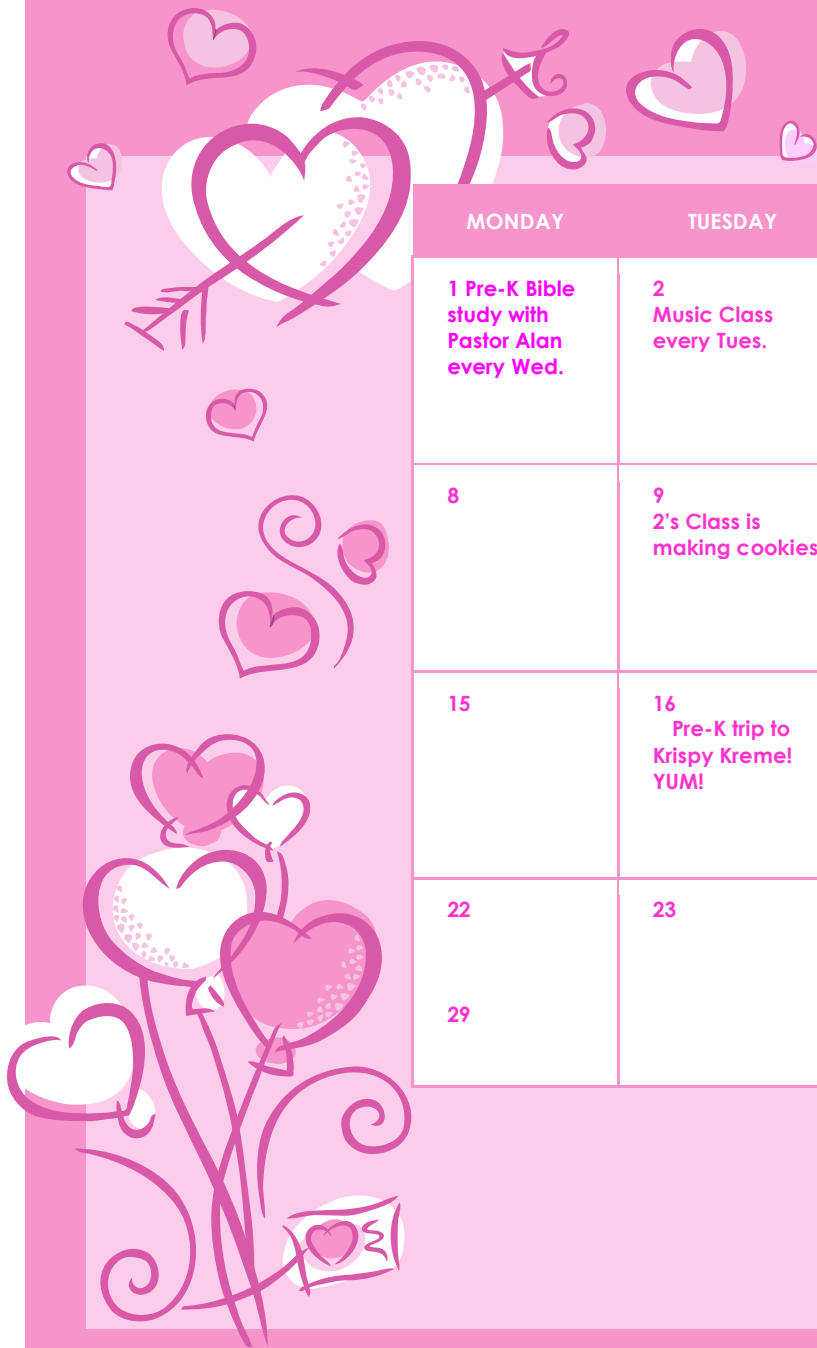 MONDAY TUESDAY
1 Pre-K Bible
study with
Pastor Alan
every Wed.
2
Music Class
every Tues.
8
9
2’s Class is
making cookies
15
16
Pre-K trip to
Krispy Kreme!
YUM!
22
29
23